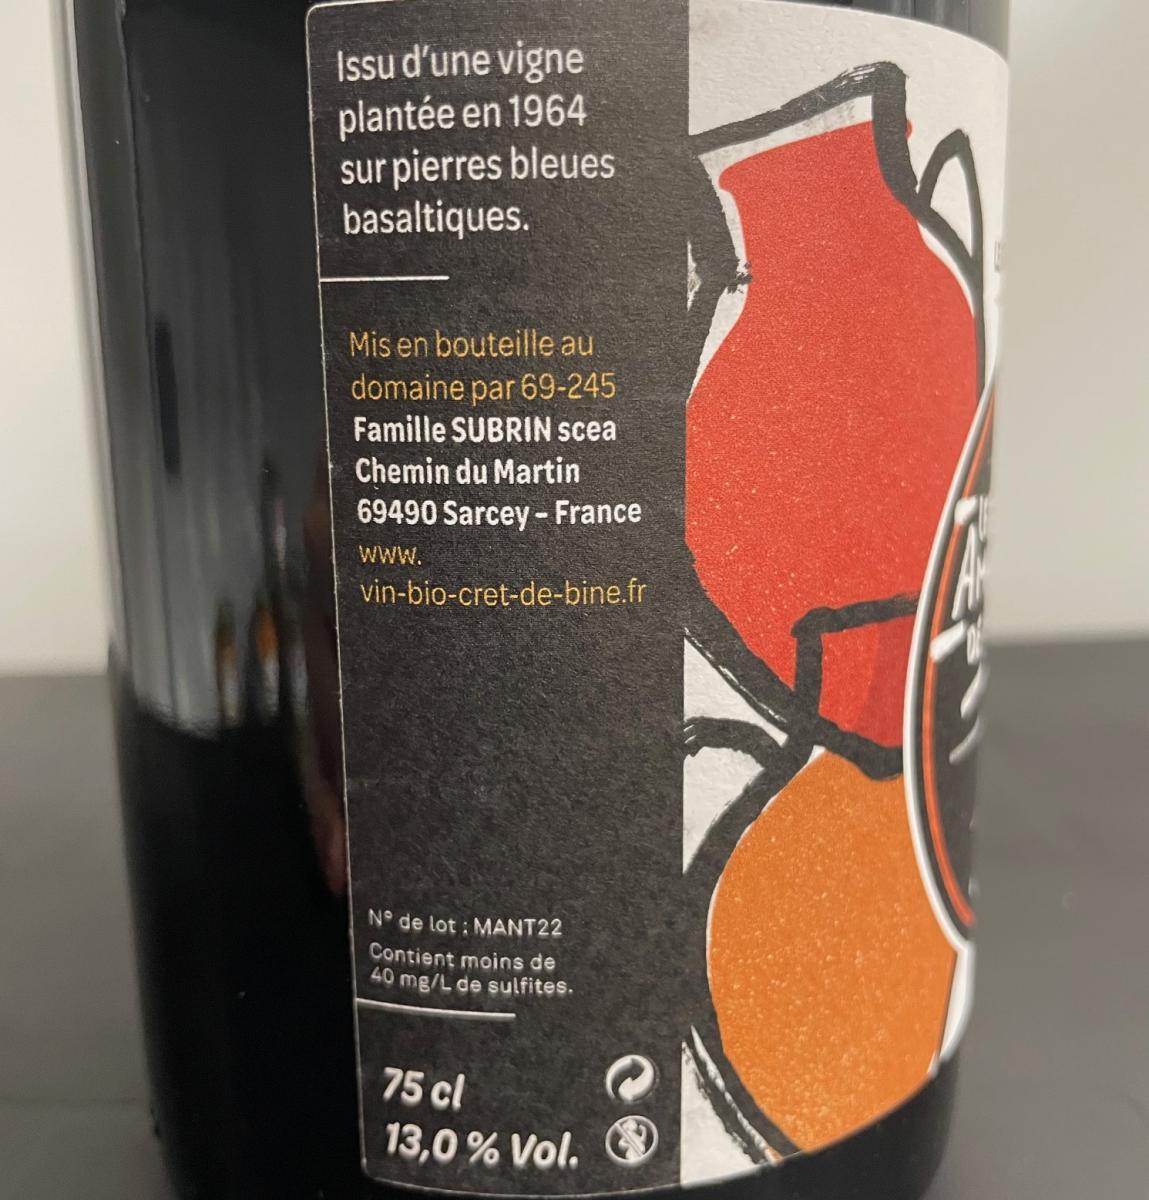 Issu d'une vigne
plantée en 1964
sur pierres bleues
basaltiques.
Mis en bouteille au
domaine par 69-245
Famille SUBRIN scea
Chemin du Martin
69490 Sarcey - France
www.
vin-bio-cret-de-bine.fr
N° de lot : MANT22
Contient moins de
40 mg/L de sulfites.
75 cl
13,0 % Vol.